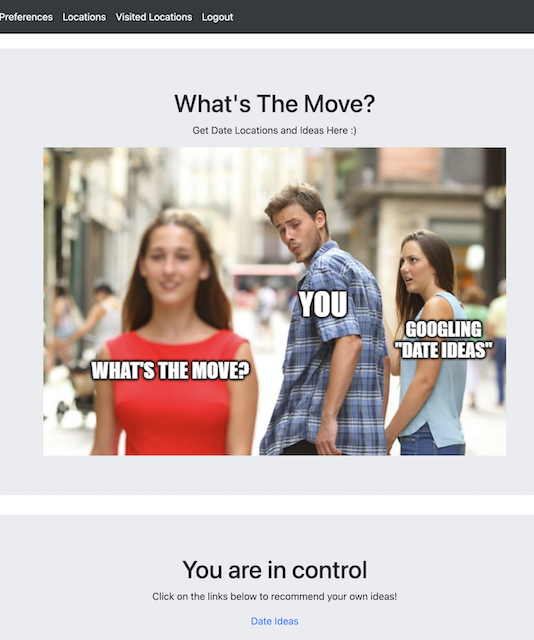 Preferences Locations Visited Locations Logout
What's The Move?
Get Date Locations and Ideas Here :)
YOU
GOOGLING
"DATE IDEAS"
WHAT'S THE MOVE?
You are in control
Click on the links below to recommend your own ideas!
Date Ideas